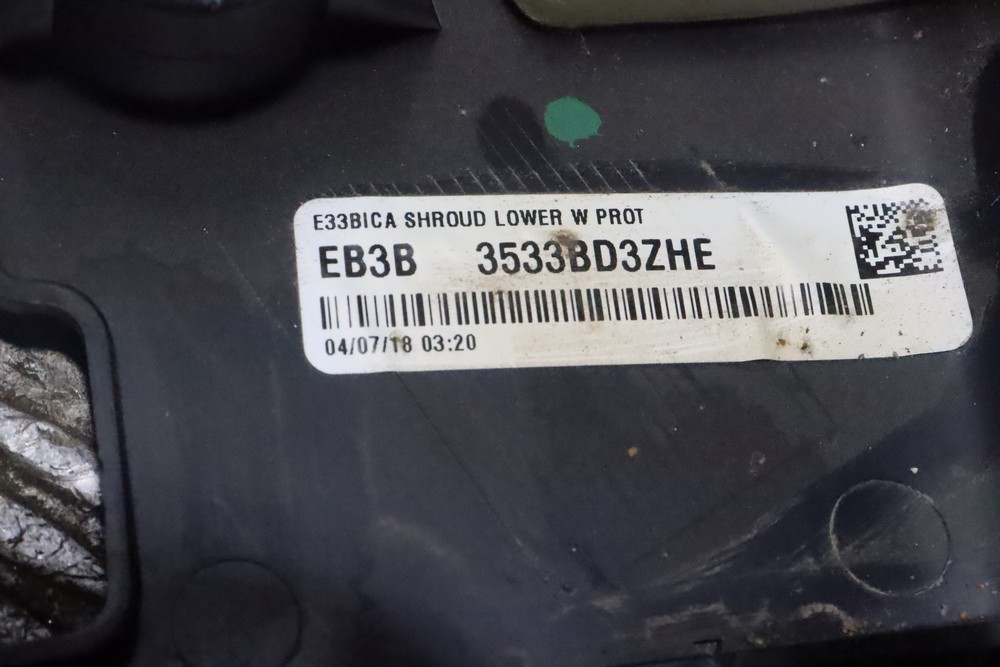 E33BICA SHROUD LOWER W PROT
EB3B 3533BD3ZHE
04/07/18 03:20